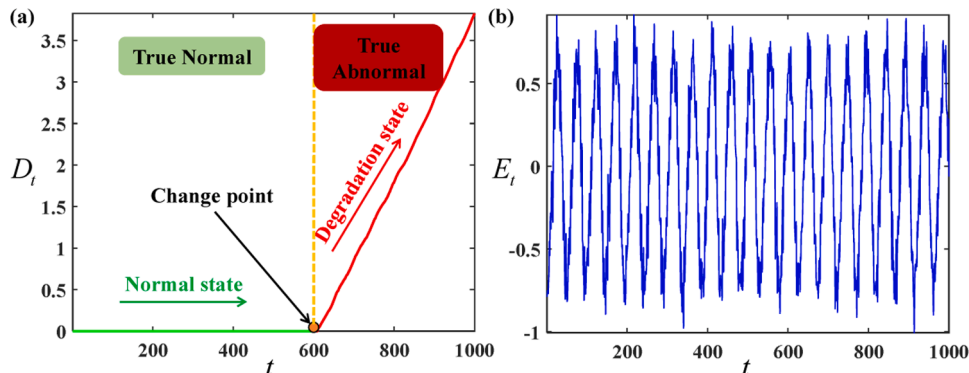 (a)
3.5
3
2.5
2
1.5
1
0.5
0
200
400
600
800
1000
D_t
t
True Normal
True
Abnormal
Change point
Degradation state
Normal state
(b)
0.5
0
-0.5
-1
200
400
600
800
1000
E_t
t